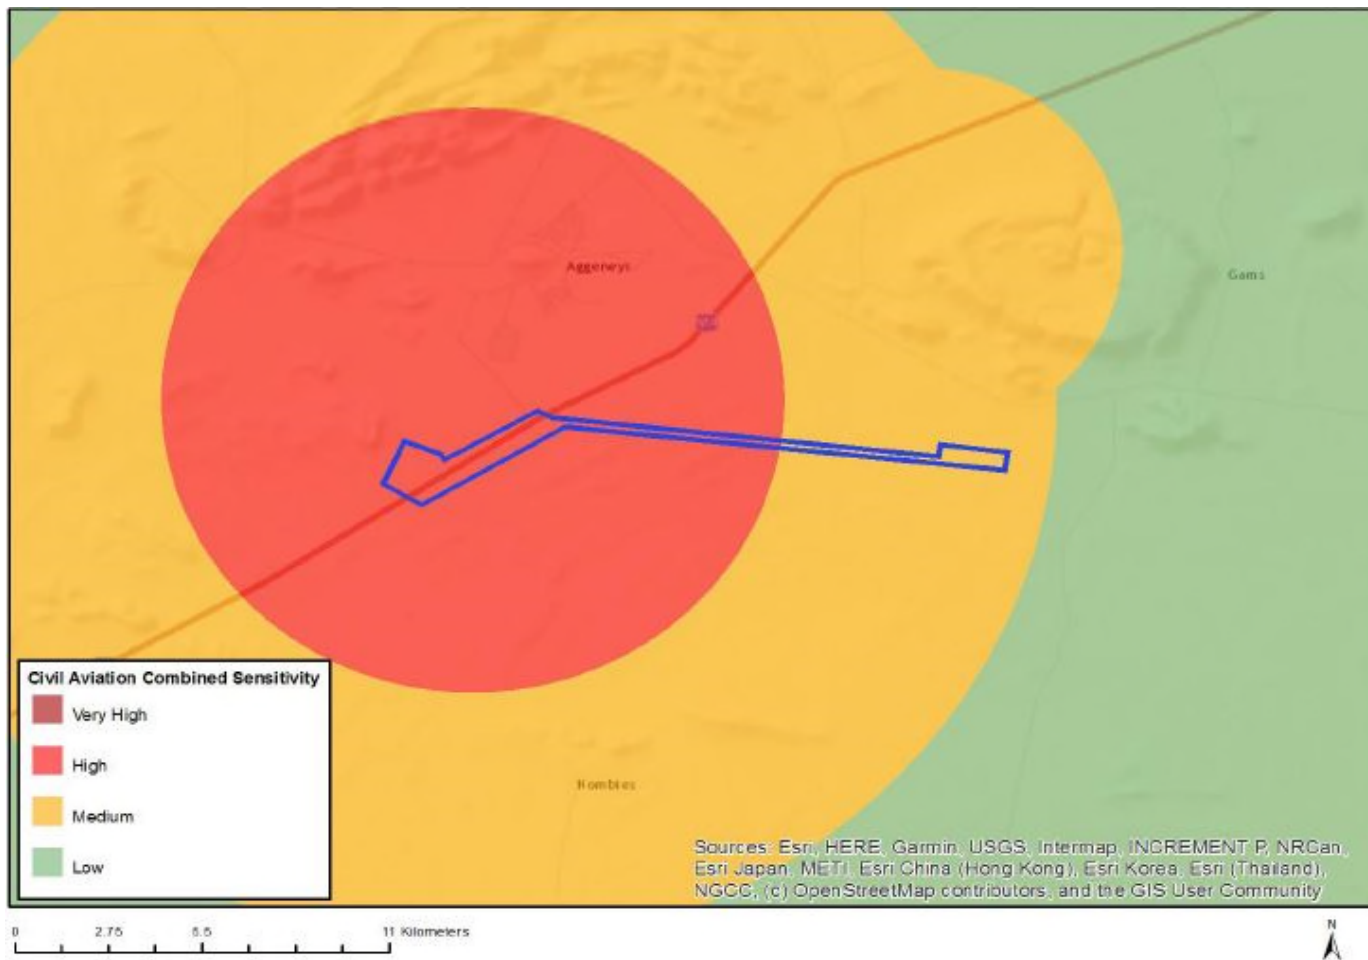 Aggeneys
Gams
Civil Aviation Combined Sensitivity
Very High
High
Medium
Low
Sources: Esri, HERE, Garmin, USGS, Intermap, INCREMENT P, NRCan,
Esri Japan, METI, Esri China (Hong Kong), Esri Korea, Esri (Thailand),
NGCC, (c) OpenStreetMap contributors, and the GIS User Community
0 2.75 5.5 11 Kilometers
N